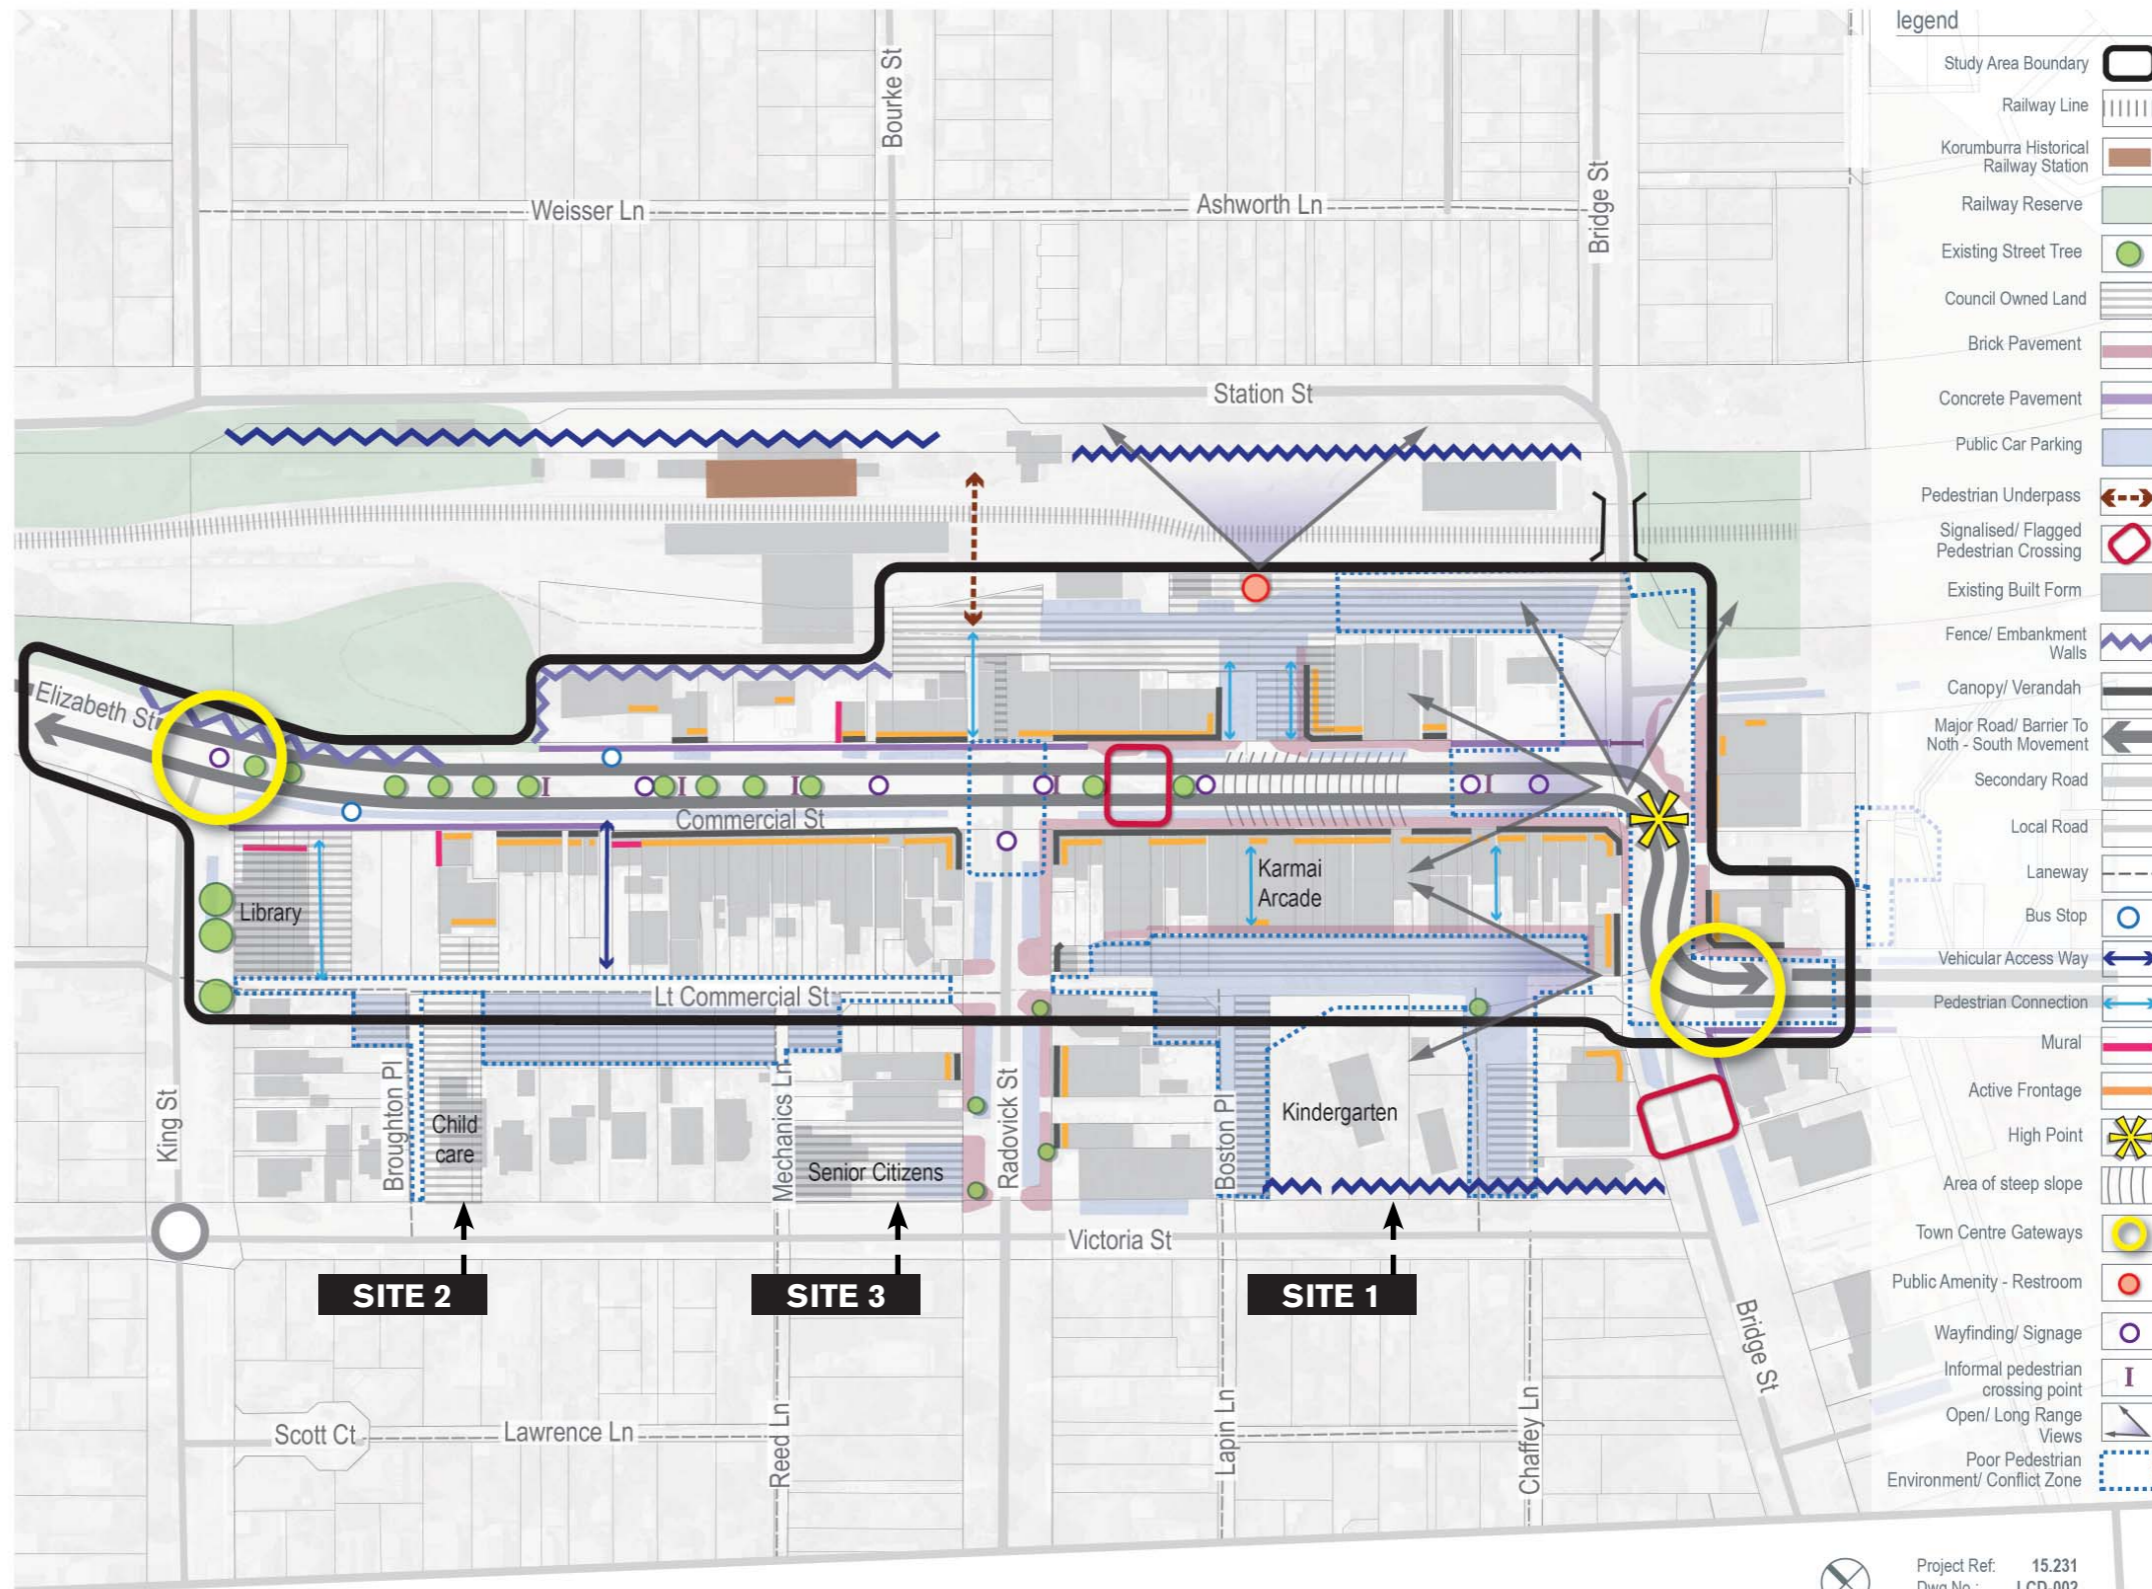 legend
Study Area Boundary
Railway Line
Korumburra Historical
Railway Station
Railway Reserve
Existing Street Tree
Council Owned Land
Brick Pavement
Concrete Pavement
Public Car Parking
Pedestrian Underpass
Signalised/ Flagged
Pedestrian Crossing
Existing Built Form
Fence/ Embankment
Walls
Canopy/ Verandah
Major Road/ Barrier To
Noth - South Movement
Secondary Road
Local Road
Laneway
Bus Stop
Vehicular Access Way
Pedestrian Connection
Mural
Active Frontage
High Point
Area of steep slope
Town Centre Gateways
Public Amenity - Restroom
Wayfinding/ Signage
Informal pedestrian
crossing point
I
Open/ Long Range
Views
Poor Pedestrian
Environment/ Conflict Zone
Bourke St
Bridge St
Weisser Ln
Ashworth Ln
Station St
Elizabeth St
I
I
I
I
I
Commercial St
Karmai
Arcade
Library
Lt Commercial St
King St
Broughton Pl
Child
care
Mechanics Ln
Senior Citizens
Radovick St
Boston Pl
Kindergarten
Victoria St
SITE 2
SITE 3
SITE 1
Bridge St
Scott Ct
Lawrence Ln
Reed Ln
Lapin Ln
Chaffey Ln
Project Ref: 15.231
Dwg No.: LCD-002